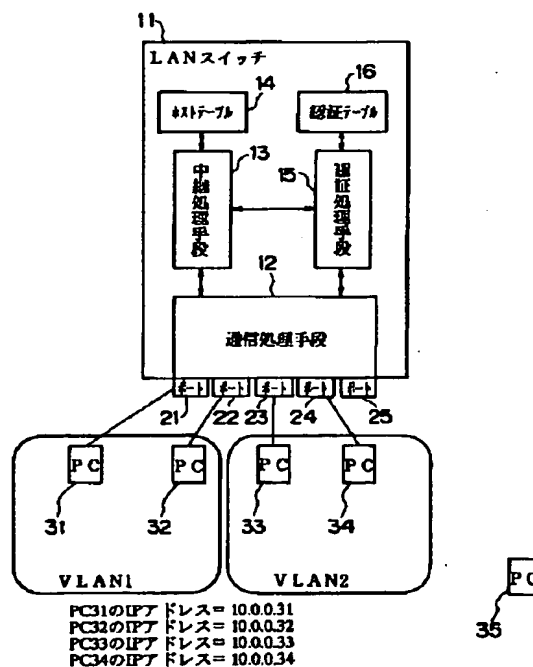 11
LANスイッチ
14
16
ホストテーブル
認証テーブル
13
15
中継処理手段
認証処理手段
12
通信処理手段
ポート ポート ポート ポート ポート
21 22 23 24 25
PC PC PC PC
31 32 33 34
VLAN1 VLAN2
PC
35
PC31のIPアドレス=10.0.0.31
PC32のIPアドレス=10.0.0.32
PC33のIPアドレス=10.0.0.33
PC34のIPアドレス=10.0.0.34